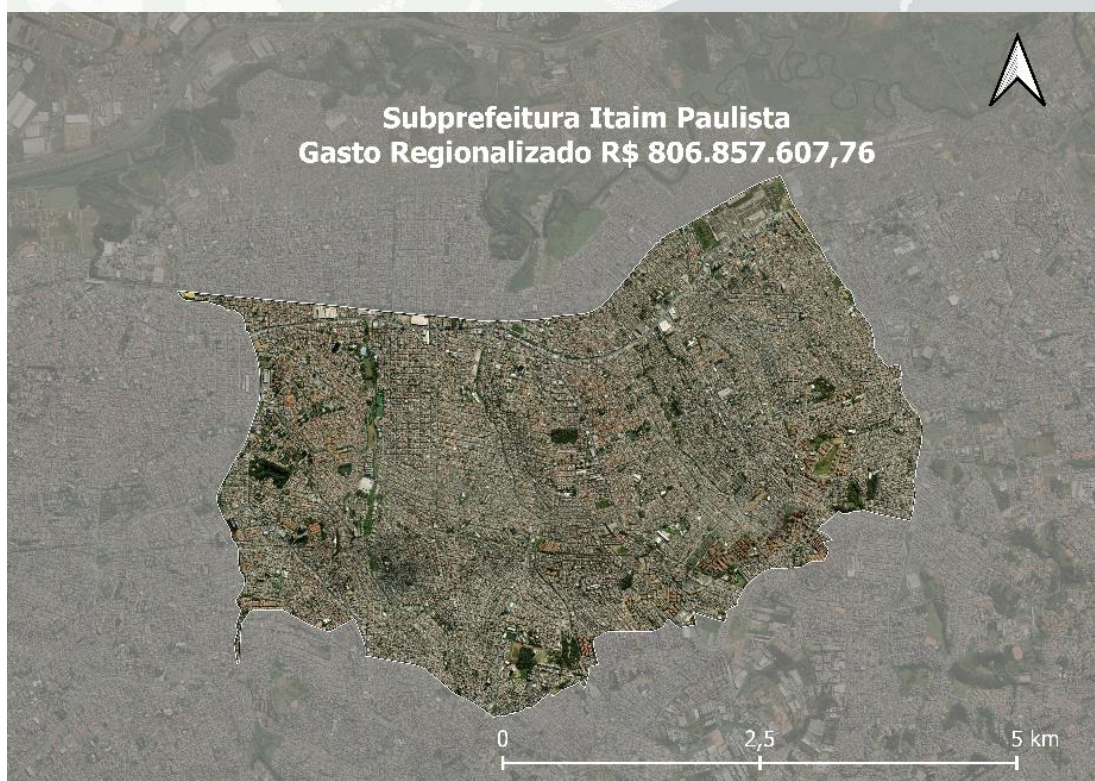 Subprefeitura Itaim Paulista
Gasto Regionalizado R$ 806.857.607,76
0 2,5 5 km